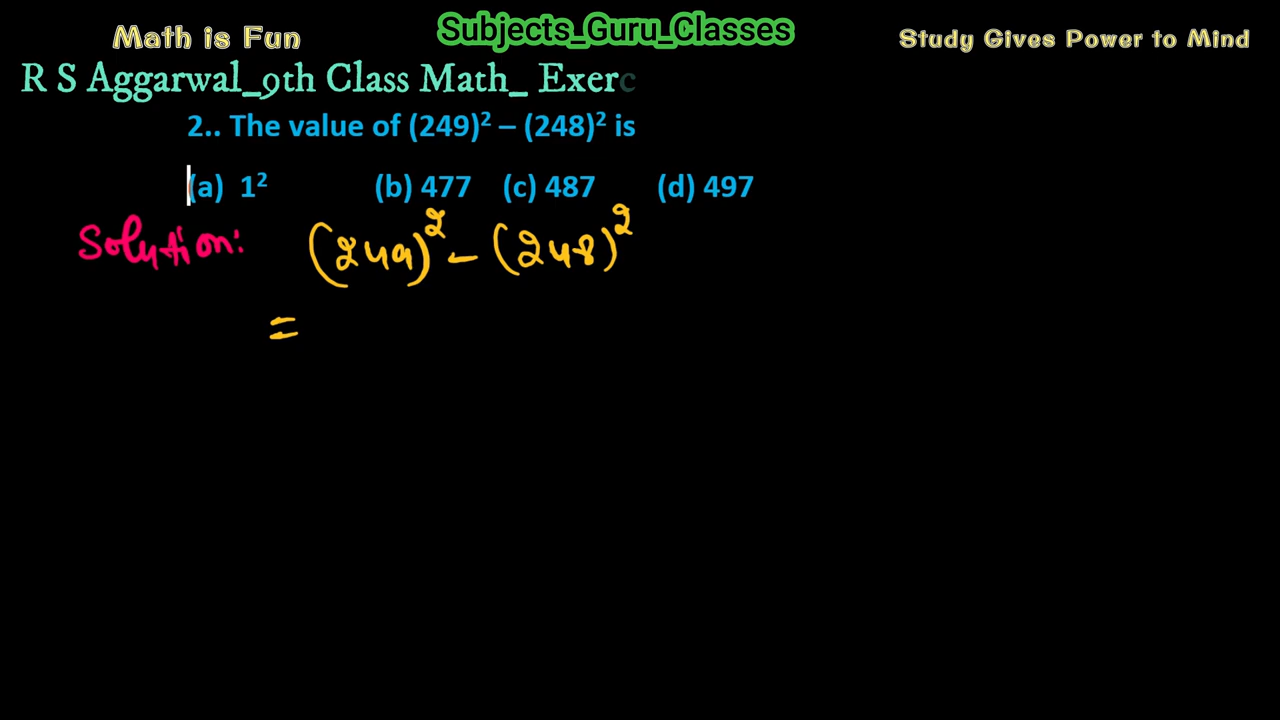 Math is Fun Subjects_Guru_Classes Study Gives Power to Mind
R S Aggarwal_9th Class Math_ Exerc
2.. The value of (249)² – (248)² is
(a) 1² (b) 477 (c) 487 (d) 497
Solution: (249)² – (248)²
=